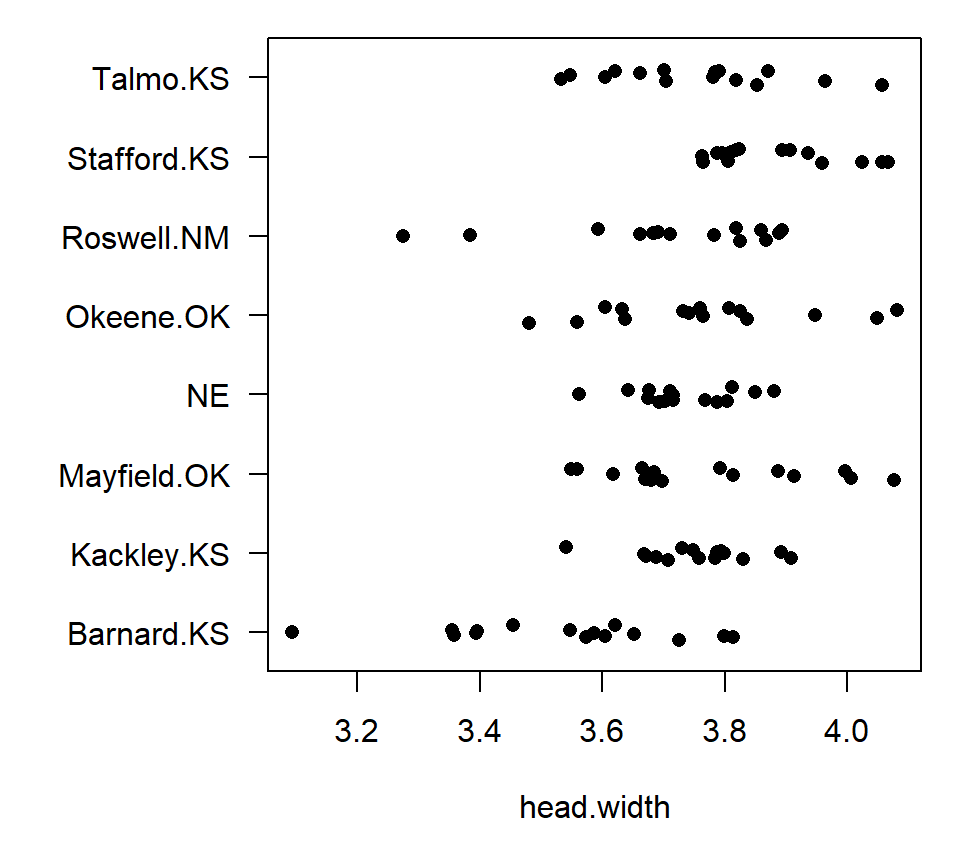 Talmo.KS
Stafford.KS
Roswell.NM
Okeene.OK
NE
Mayfield.OK
Kackley.KS
Barnard.KS
3.2 3.4 3.6 3.8 4.0
head.width